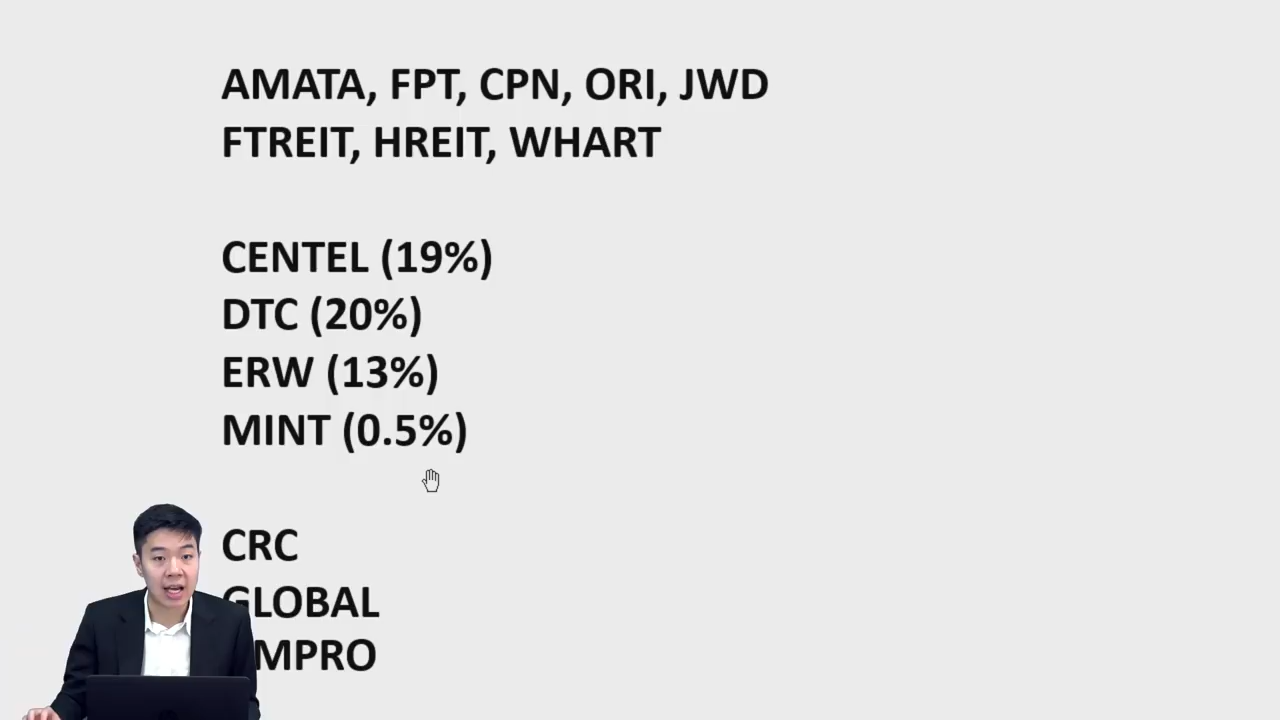 AMATA, FPT, CPN, ORI, JWD
FTREIT, HREIT, WHART
CENTEL (19%)
DTC (20%)
ERW (13%)
MINT (0.5%)
CRC
GLOBAL
MPRO